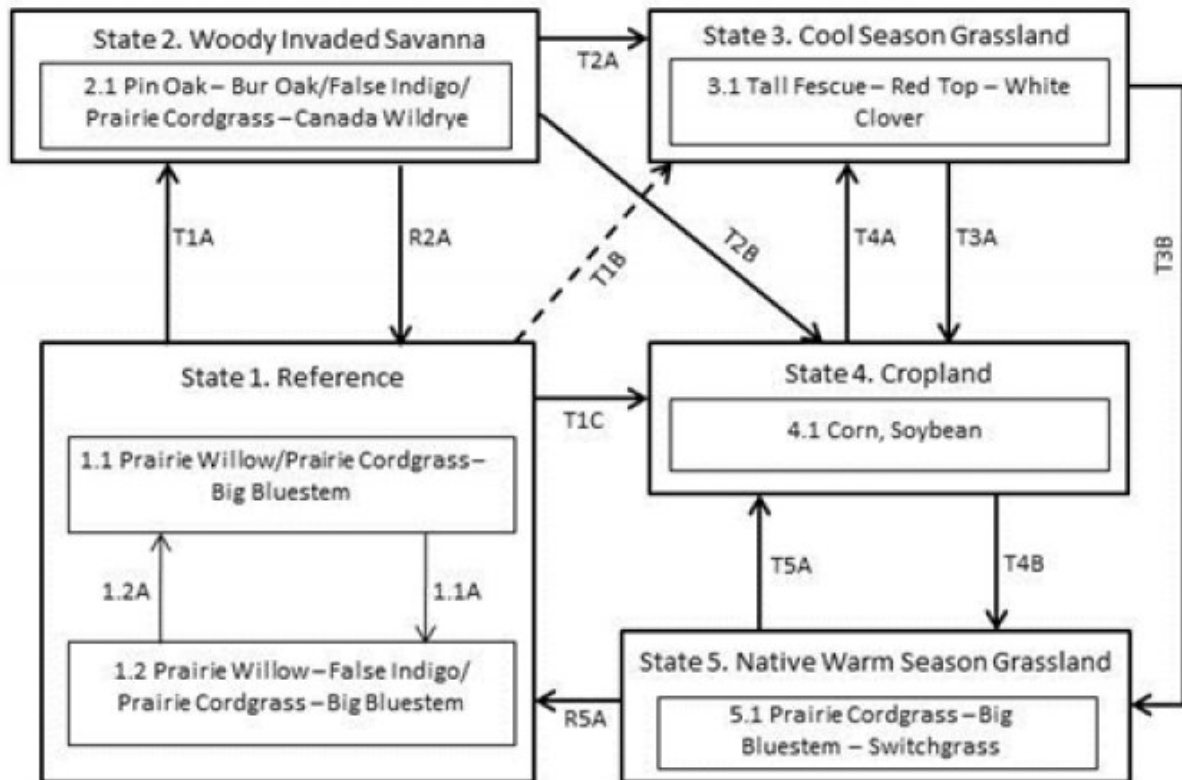 State 2. Woody Invaded Savanna
2.1 Pin Oak – Bur Oak/False Indigo/
Prairie Cordgrass – Canada Wildrye
T2A
State 3. Cool Season Grassland
3.1 Tall Fescue – Red Top – White
Clover
T1A
R2A
T1B
T2B
T4A
T3A
T3B
State 1. Reference
1.1 Prairie Willow/Prairie Cordgrass –
Big Bluestem
1.2A
1.1A
1.2 Prairie Willow – False Indigo/
Prairie Cordgrass – Big Bluestem
T1C
State 4. Cropland
4.1 Corn, Soybean
T5A
T4B
R5A
State 5. Native Warm Season Grassland
5.1 Prairie Cordgrass – Big
Bluestem – Switchgrass